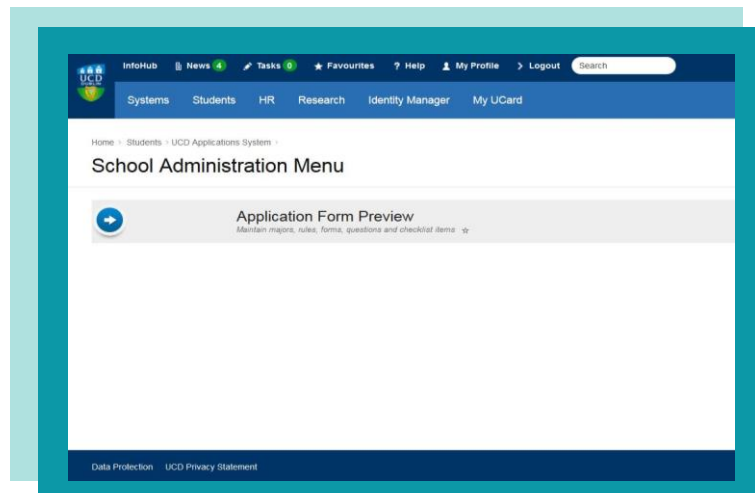 InfoHub News 4 Tasks 0 Favourites ? Help My Profile Logout Search
UCD
DUBLIN
Systems Students HR Research Identity Manager My UCard
Home > Students > UCD Applications System >
School Administration Menu
Application Form Preview
Maintain majors, rules, forms, questions and checklist items
Data Protection UCD Privacy Statement